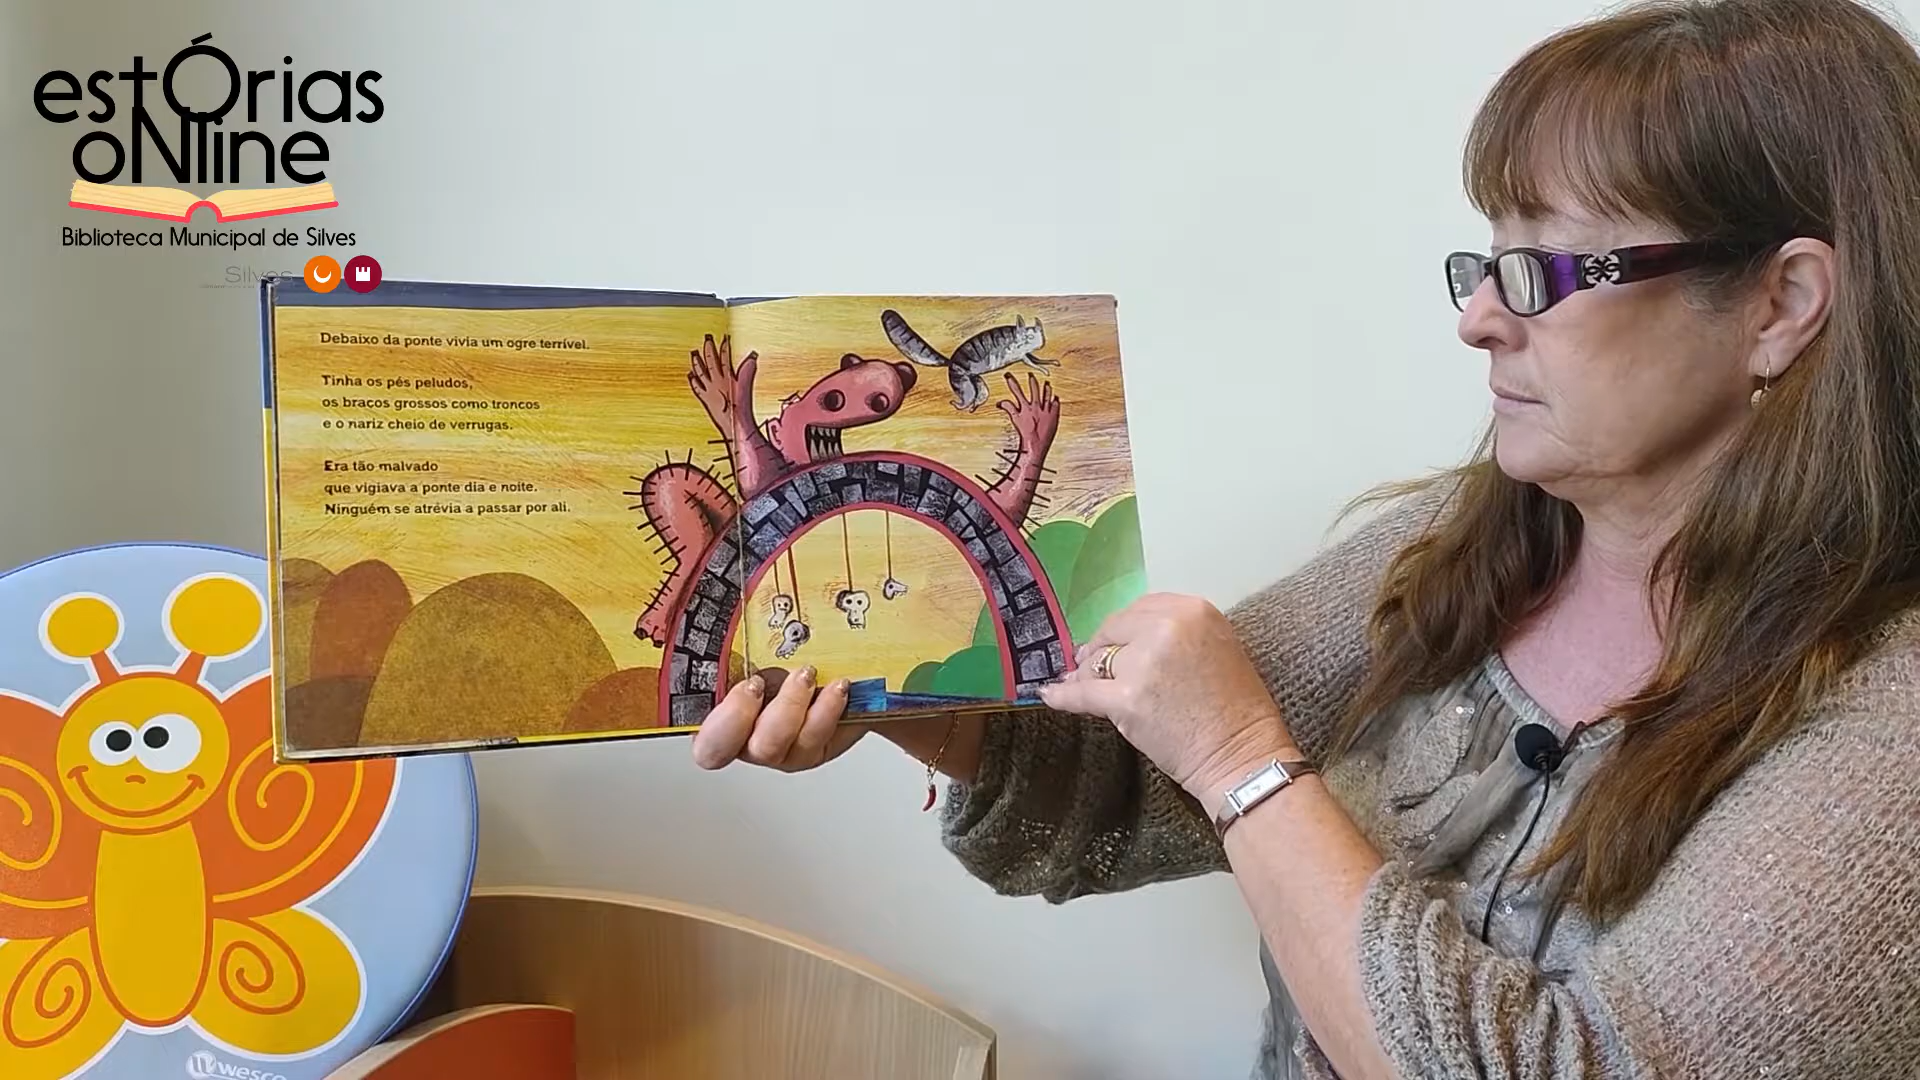 estÓrias
oNline
Biblioteca Municipal de Silves
Silves
Debaixo da ponte vivia um ogre terrível.
Tinha os pés peludos,
os braços grossos como troncos
e o nariz cheio de verrugas.
Era tão malvado
que vigiava a ponte dia e noite.
Ninguém se atrevia a passar por ali.
wesco